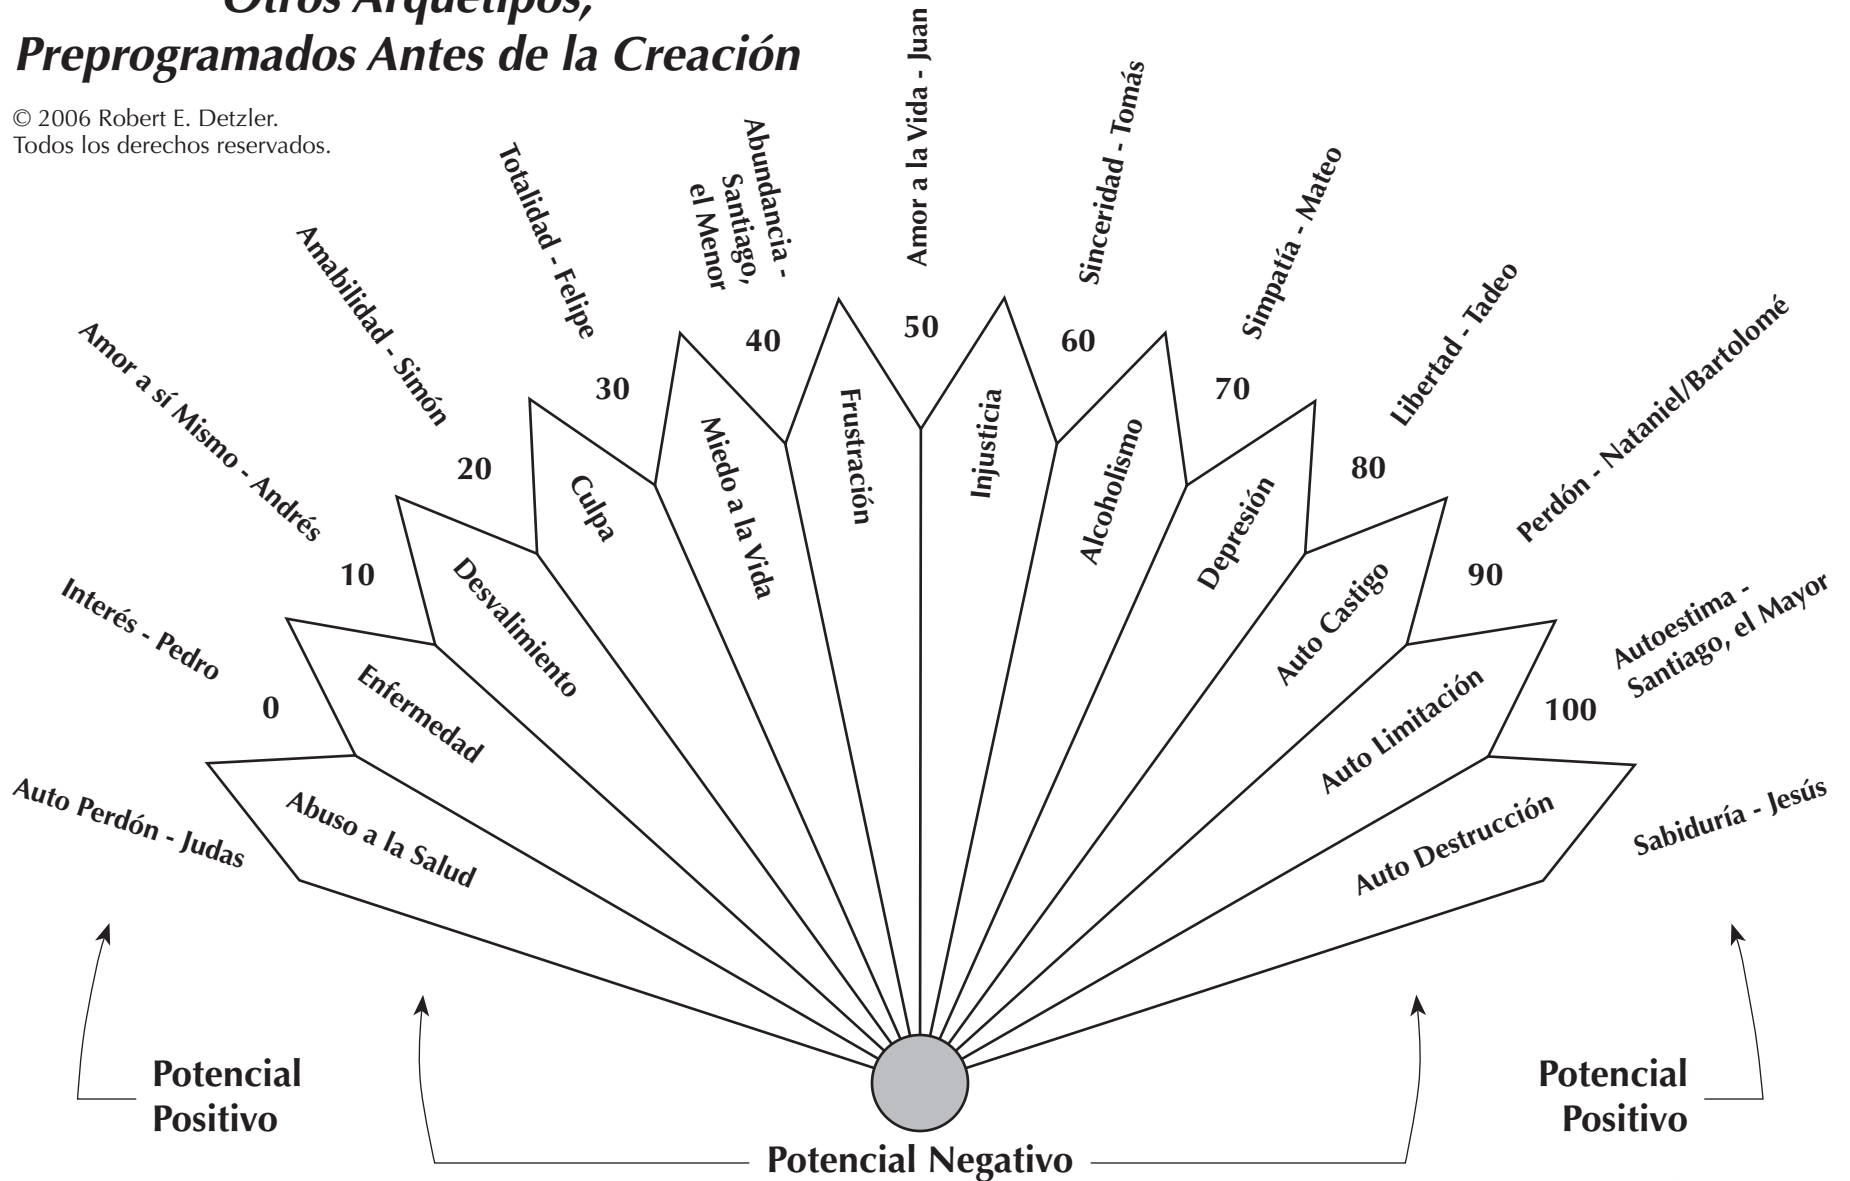 Otros Arquetipos,
Preprogramados Antes de la Creación
© 2006 Robert E. Detzler.
Todos los derechos reservados.
Auto Perdón - Judas
Interés - Pedro
Amor a sí Mismo - Andrés
Amabilidad - Simón
Totalidad - Felipe
Abundancia -
Santiago,
el Menor
Amor a la Vida - Juan
Sinceridad - Tomás
Simpatía - Mateo
Libertad - Tadeo
Perdón - Nataniel/Bartolomé
Autoestima -
Santiago, el Mayor
Sabiduría - Jesús
0
10
20
30
40
50
60
70
80
90
100
Abuso a la Salud
Enfermedad
Desvalimiento
Culpa
Miedo a la Vida
Frustración
Injusticia
Alcoholismo
Depresión
Auto Castigo
Auto Limitación
Auto Destrucción
Potencial
Positivo
Potencial Negativo
Potencial
Positivo